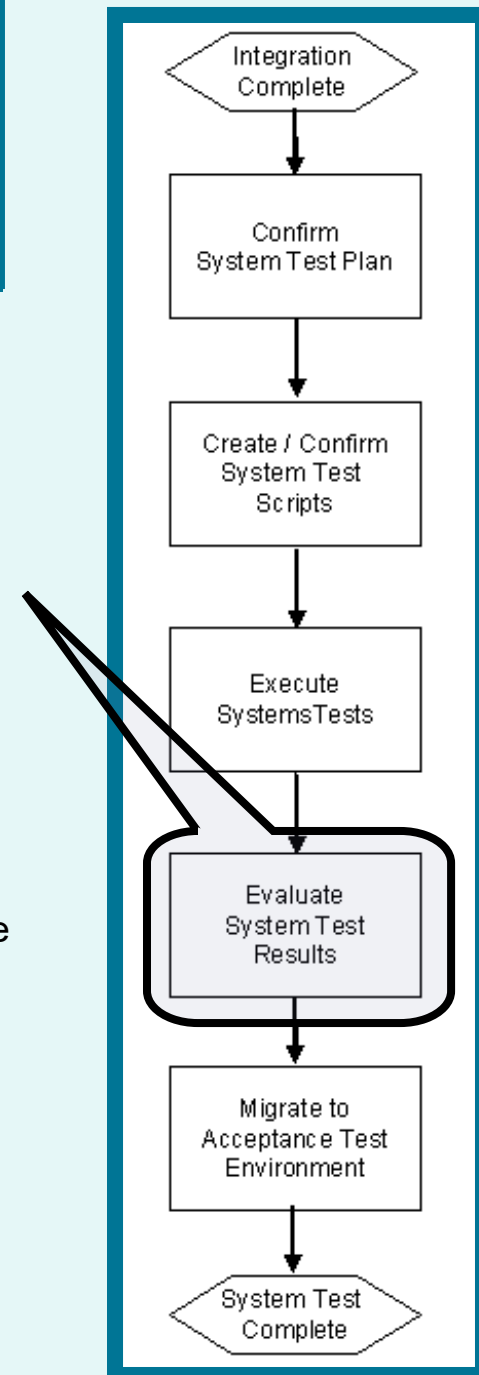 Integration
Complete
Confirm
System Test Plan
Create / Confirm
System Test
Scripts
Execute
SystemsTests
e
Evaluate
System Test
Results
Migrate to
Acceptance Test
Environment
System Test
Complete